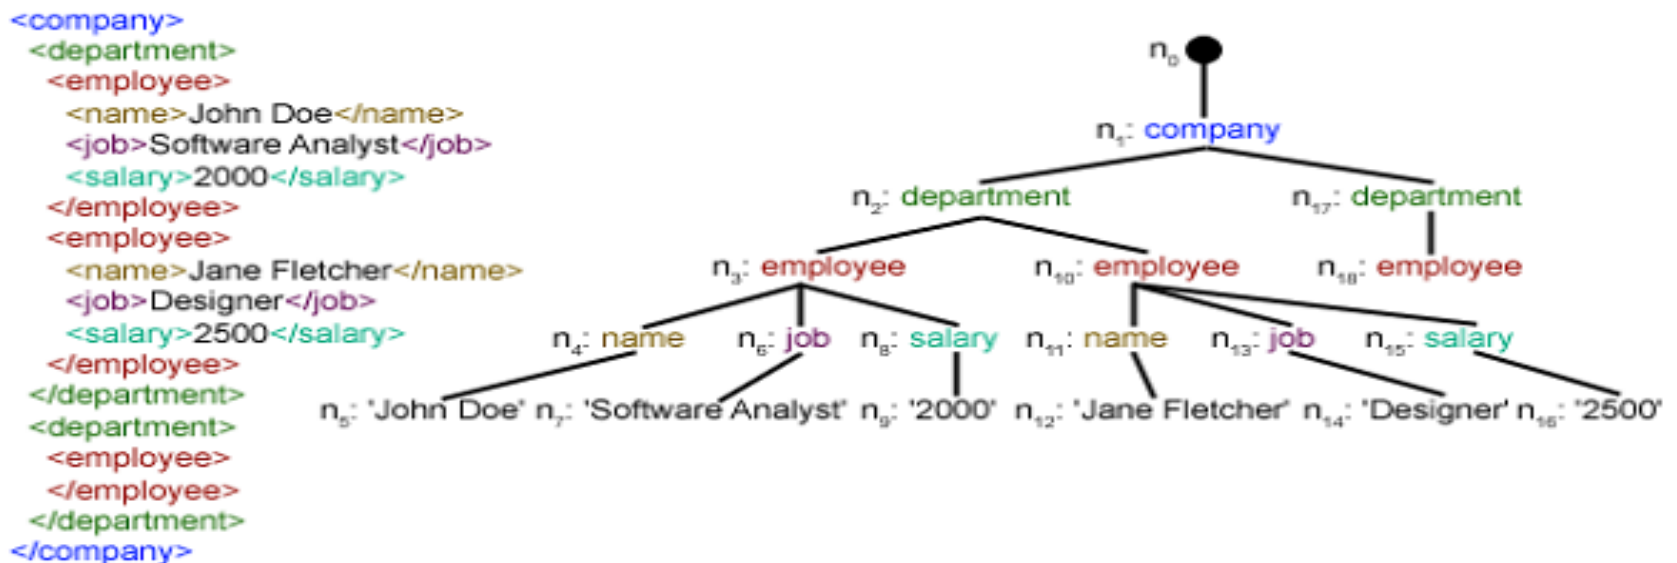 <company>
<department>
<employee>
<name>John Doe</name>
<job>Software Analyst</job>
<salary>2000</salary>
</employee>
<employee>
<name>Jane Fletcher</name>
<job>Designer</job>
<salary>2500</salary>
</employee>
</department>
<department>
<employee>
</employee>
</department>
</company>
n₀
n₁: company
n₂: department n₁₇: department
n₃: employee n₁₀: employee n₁₈: employee
n₄: name n₆: job n₈: salary n₁₁: name n₁₃: job n₁₅: salary
n₅: 'John Doe' n₇: 'Software Analyst' n₉: '2000' n₁₂: 'Jane Fletcher' n₁₄: 'Designer' n₁₆: '2500'